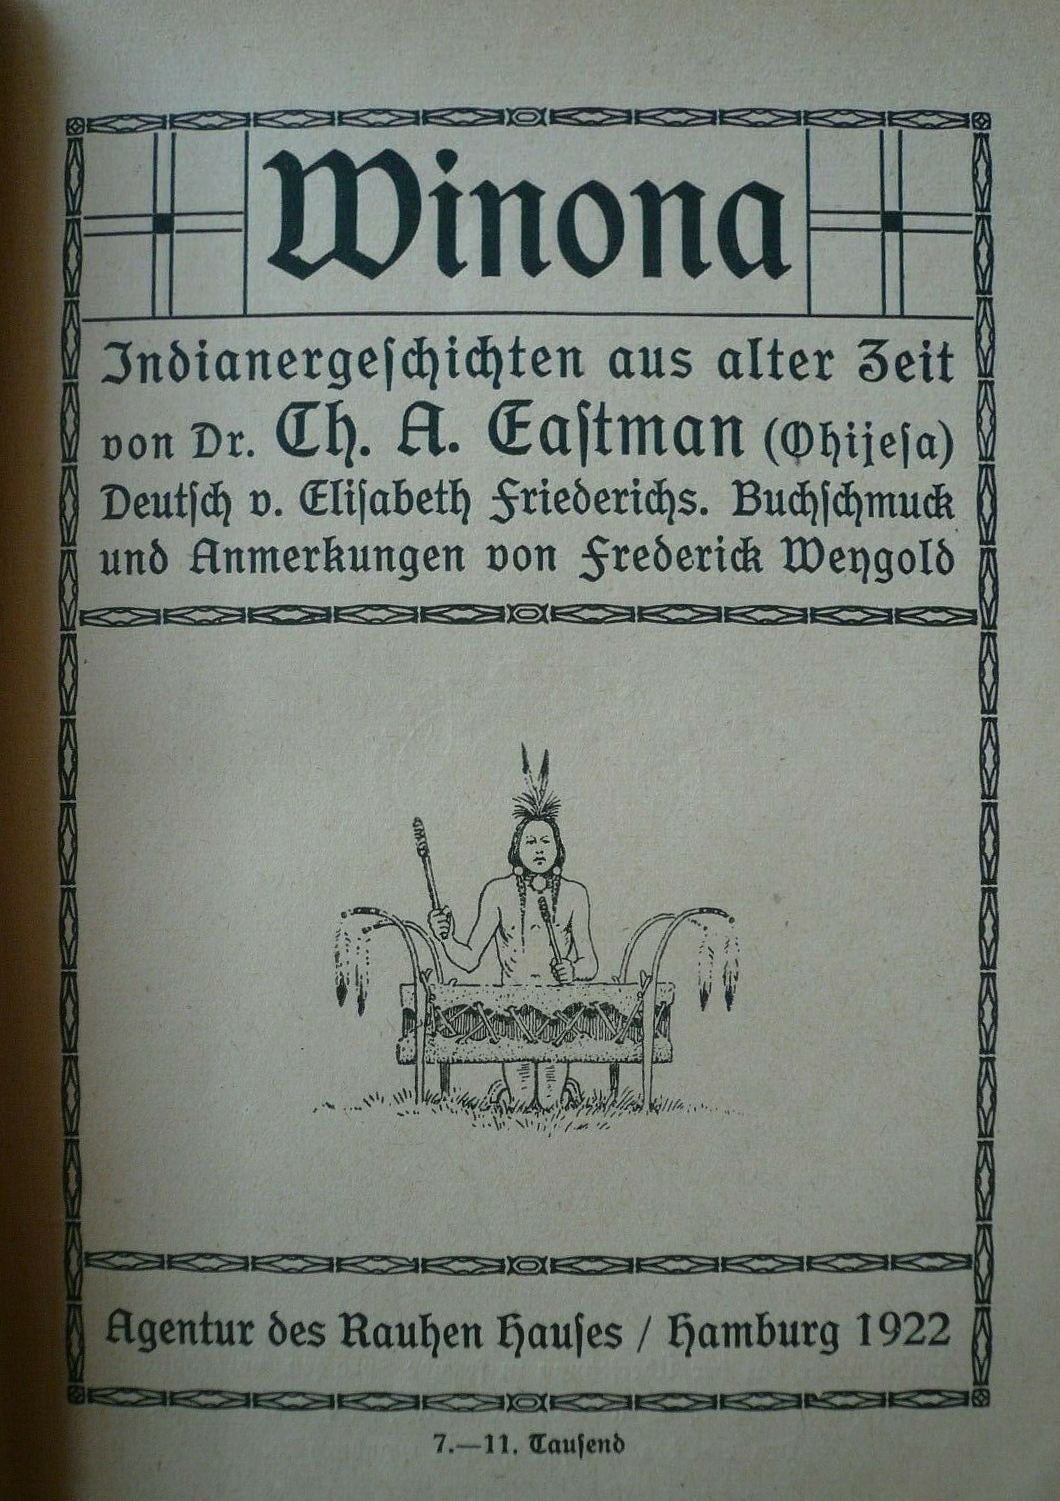 Winona
Indianergeſchichten aus alter Zeit
von Dr. Ch. A. Eaſtman (Ohijeſa)
Deutſch v. Eliſabeth Friederichs. Buchſchmuck
und Anmerkungen von Frederick Weygold
Agentur des Rauhen Hauſes / Hamburg 1922
7.—11. Tauſend